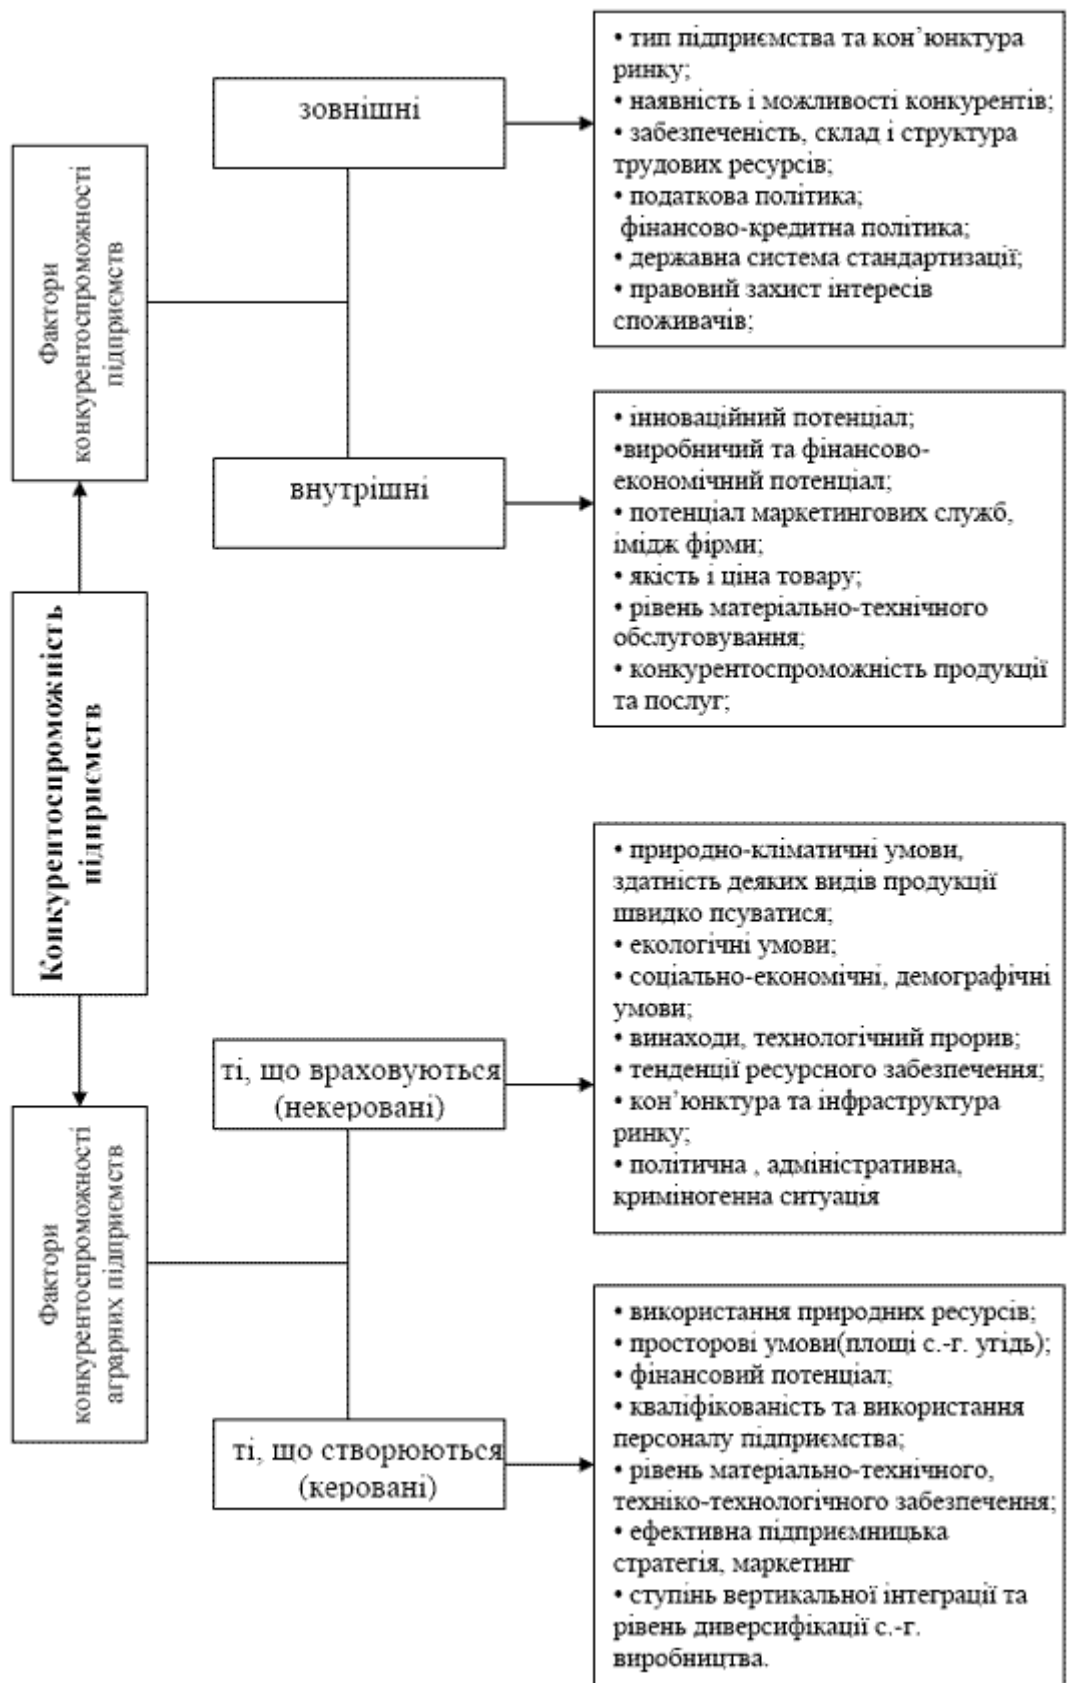 Конкурентоспроможність
підприємств
Фактори
конкурентоспроможності
підприємств
зовнішні
• тип підприємства та кон’юнктура
ринку;
• наявність і можливості конкурентів;
• забезпеченість, склад і структура
трудових ресурсів;
• податкова політика;
фінансово-кредитна політика;
• державна система стандартизації;
• правовий захист інтересів
споживачів;
внутрішні
• інноваційний потенціал;
•виробничий та фінансово-
економічний потенціал;
• потенціал маркетингових служб,
імідж фірми;
• якість і ціна товару;
• рівень матеріально-технічного
обслуговування;
• конкурентоспроможність продукції
та послуг;
Фактори
конкурентоспроможності
аграрних підприємств
ті, що враховуються
(некеровані)
• природно-кліматичні умови,
здатність деяких видів продукції
швидко псуватися;
• екологічні умови;
• соціально-економічні, демографічні
умови;
• винаходи, технологічний прорив;
• тенденції ресурсного забезпечення;
• кон’юнктура та інфраструктура
ринку;
• політична , адміністративна,
криміногенна ситуація
ті, що створюються
(керовані)
• використання природних ресурсів;
• просторові умови(площі с.-г. угідь);
• фінансовий потенціал;
• кваліфікованість та використання
персоналу підприємства;
• рівень матеріально-технічного,
техніко-технологічного забезпечення;
• ефективна підприємницька
стратегія, маркетинг
• ступінь вертикальної інтеграції та
рівень диверсифікації с.-г.
виробництва.